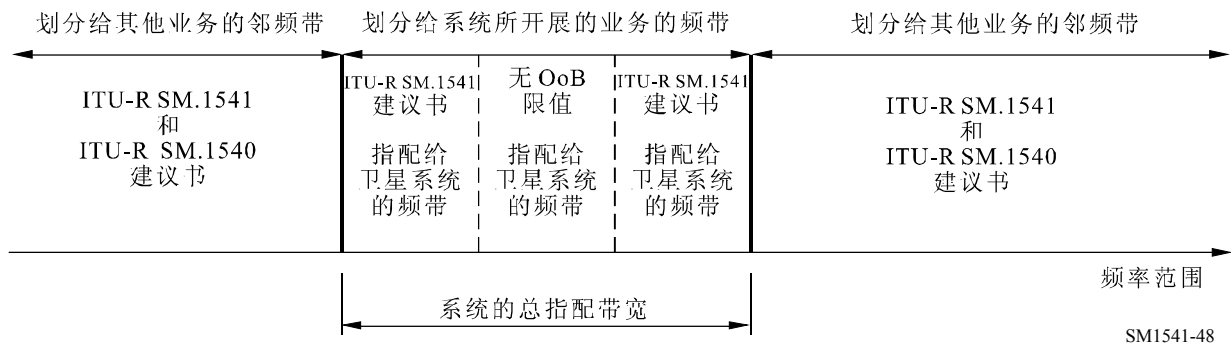 划分给其他业务的邻频带
划分给系统所开展的业务的频带
划分给其他业务的邻频带
ITU-R SM.1541
和
ITU-R SM.1540
建议书
ITU-R SM.1541
建议书
指配给
卫星系统
的频带
无 OoB
限值
指配给
卫星系统
的频带
ITU-R SM.1541
建议书
指配给
卫星系统
的频带
ITU-R SM.1541
和
ITU-R SM.1540
建议书
频率范围
系统的总指配带宽
SM1541-48